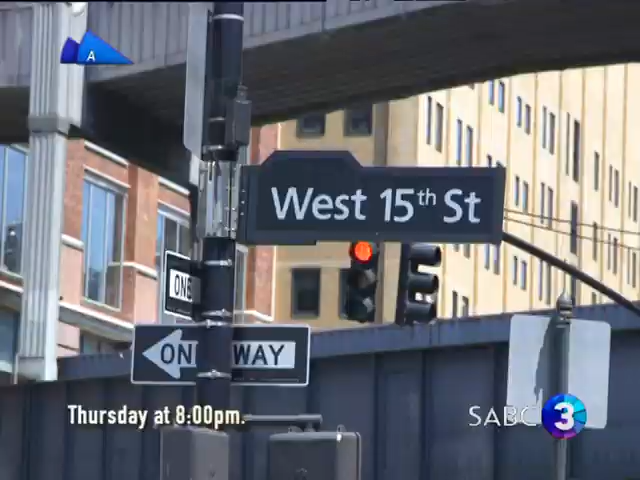 A
West 15th St
ONE
ONE WAY
Thursday at 8:00pm.
SABC 3